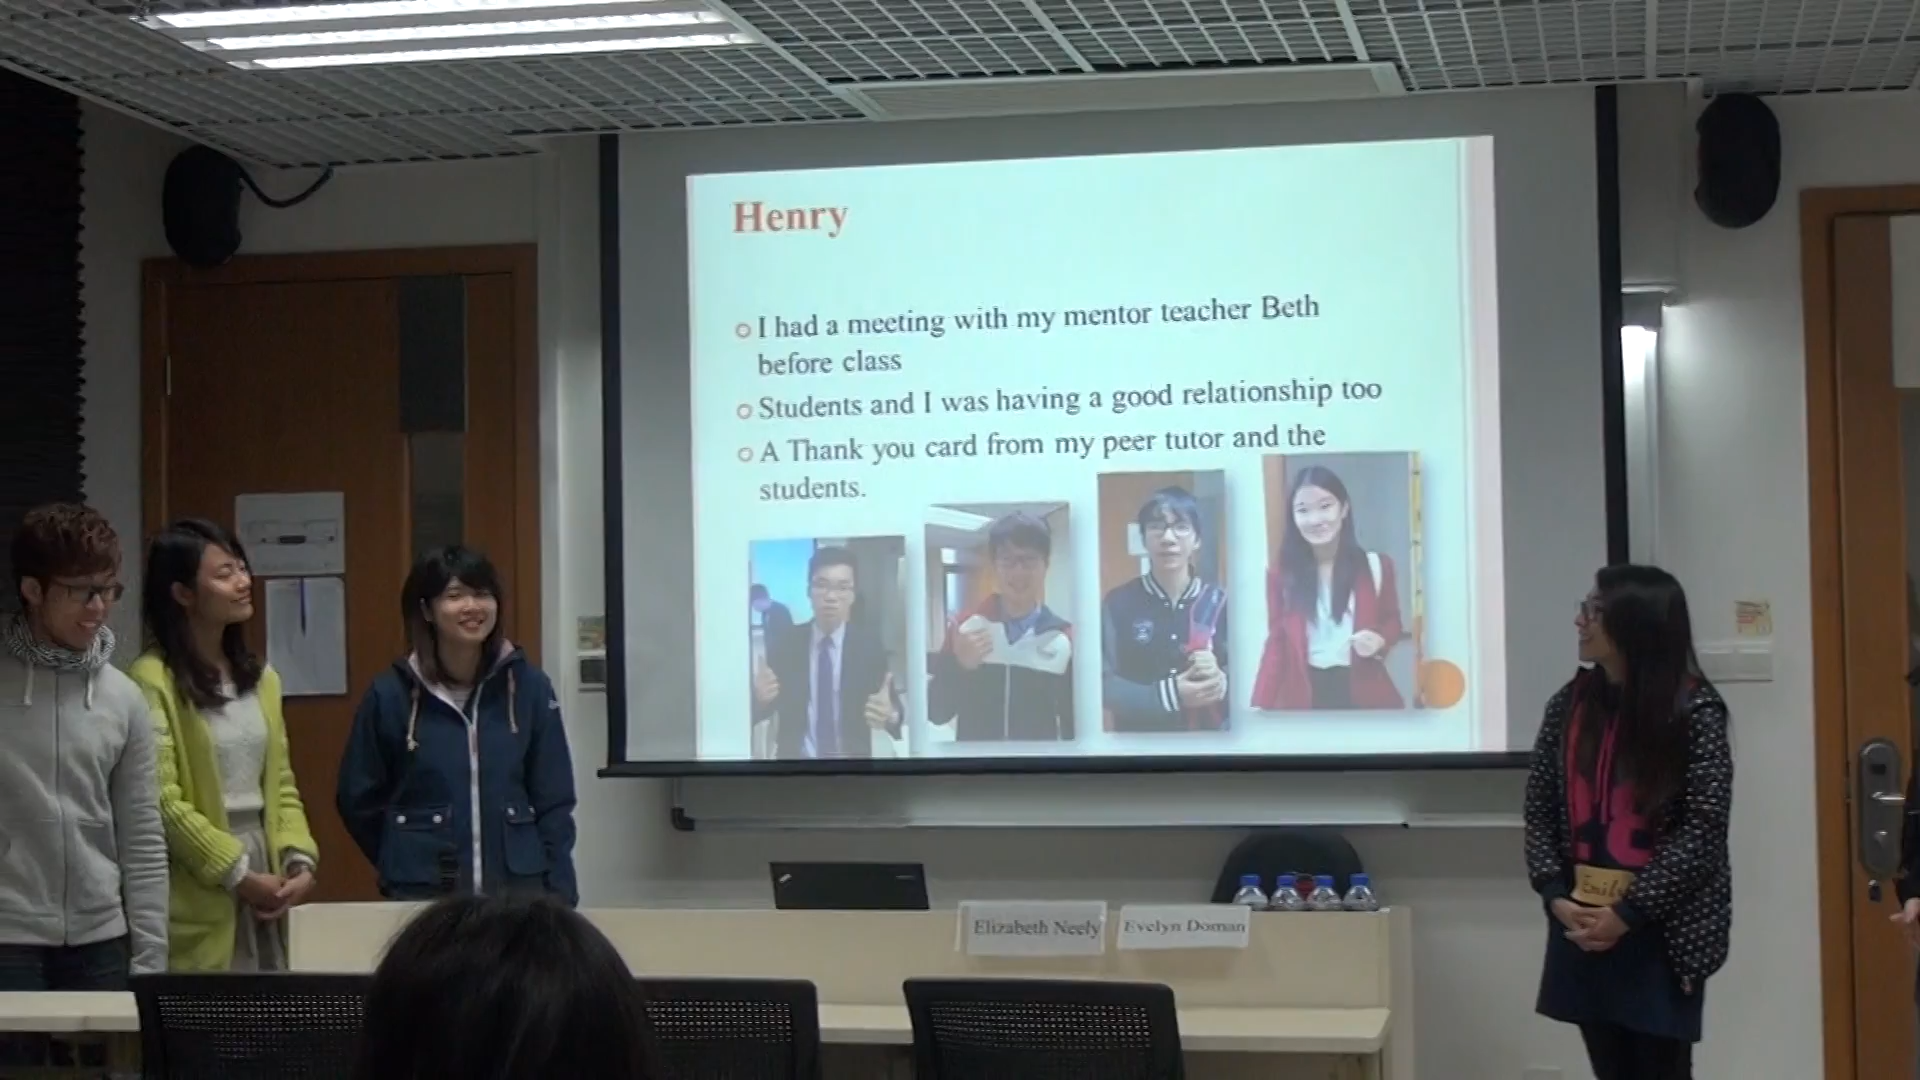 Henry
I had a meeting with my mentor teacher Beth
before class
Students and I was having a good relationship too
A Thank you card from my peer tutor and the
students.
Elizabeth Neely
Evelyn Doman
Emily